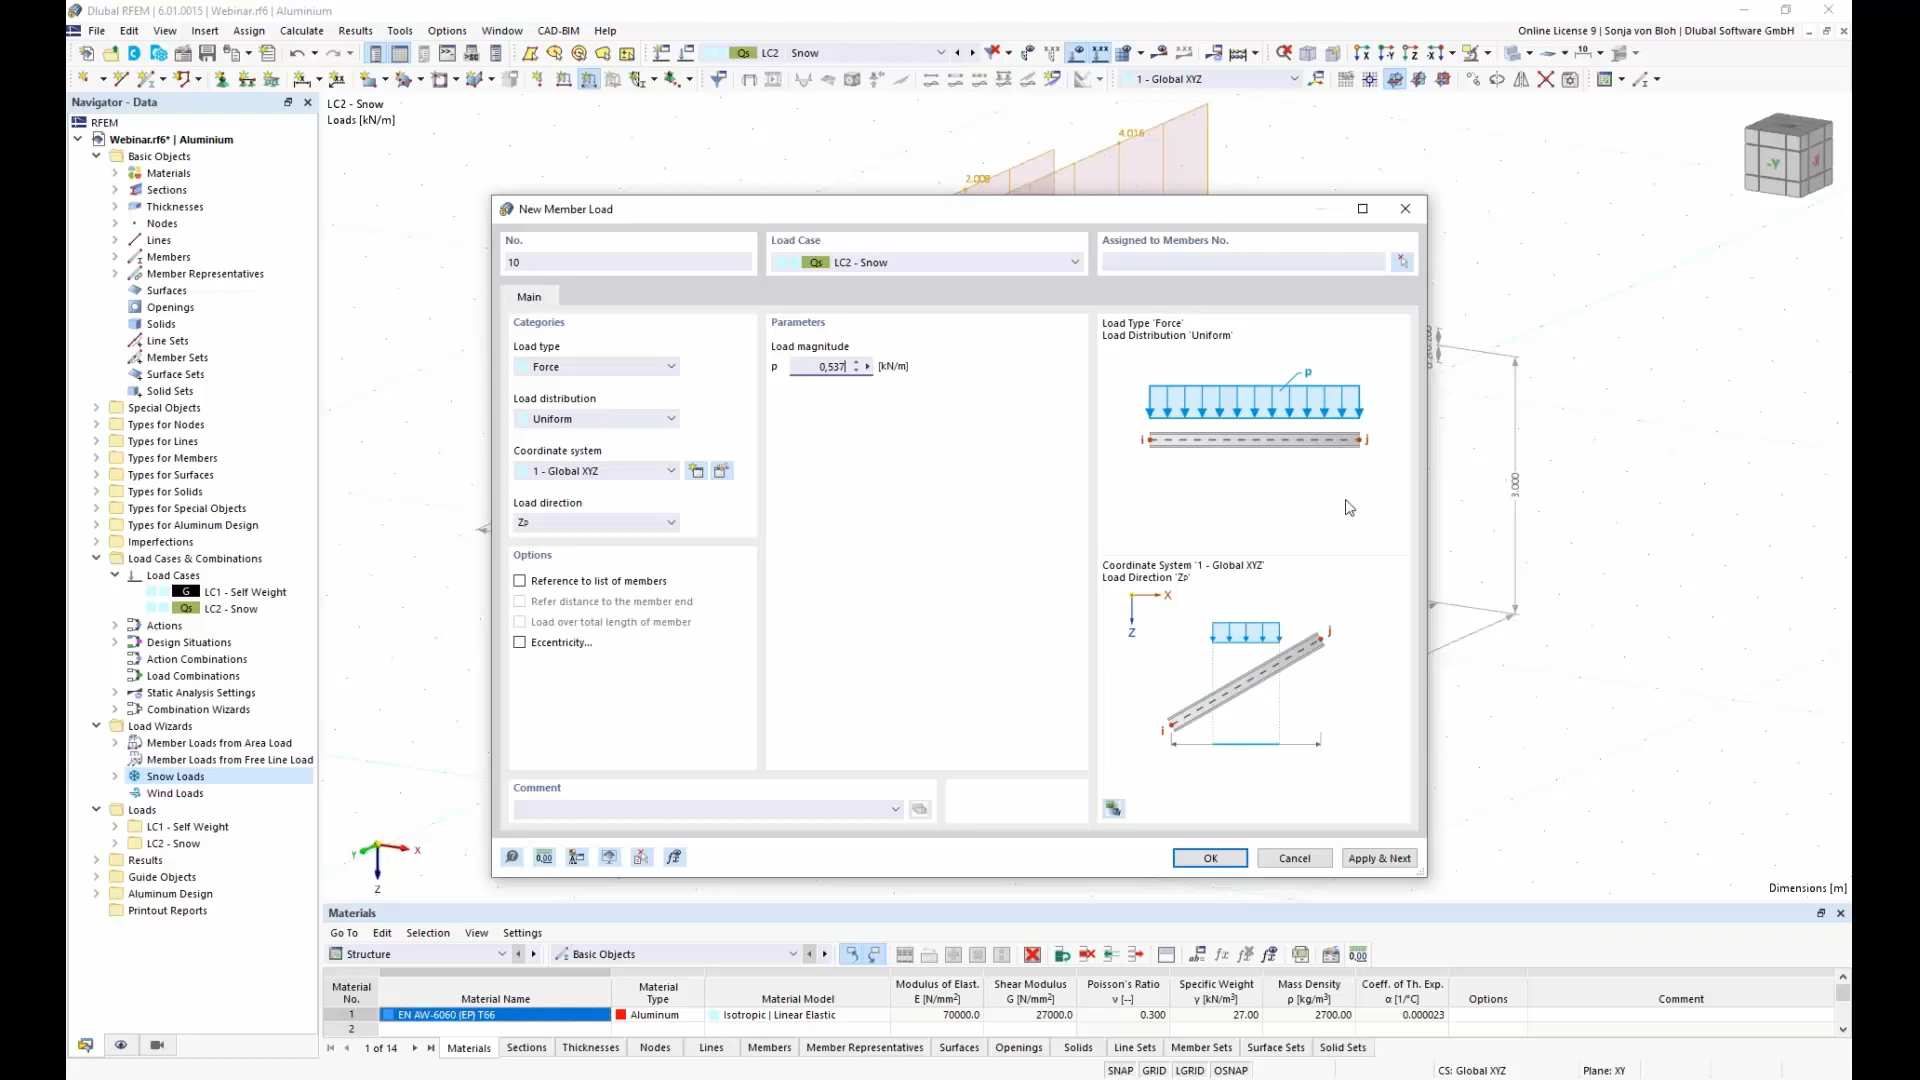 Dlubal RFEM | 6.01.0015 | Webinar.rf6* | Aluminium
File Edit View Insert Assign Calculate Results Tools Options Window CAD-BIM Help
Online License 9 | Sonja von Bloh | Dlubal Software GmbH
Qs LC2 Snow
1 - Global XYZ
Navigator - Data
RFEM
Webinar.rf6* | Aluminium
Basic Objects
Materials
Sections
Thicknesses
Nodes
Lines
Members
Member Representatives
Surfaces
Openings
Solids
Line Sets
Member Sets
Surface Sets
Solid Sets
Special Objects
Types for Nodes
Types for Lines
Types for Members
Types for Surfaces
Types for Solids
Types for Special Objects
Types for Aluminum Design
Imperfections
Load Cases & Combinations
Load Cases
G LC1 - Self Weight
Qs LC2 - Snow
Actions
Design Situations
Action Combinations
Load Combinations
Static Analysis Settings
Combination Wizards
Load Wizards
Member Loads from Area Load
Member Loads from Free Line Load
Snow Loads
Wind Loads
Loads
LC1 - Self Weight
LC2 - Snow
Results
Guide Objects
Aluminum Design
Printout Reports
LC2 - Snow
Loads [kN/m]
4.016
2.008
-Y
-X
3.000
X
Y
Z
Dimensions [m]
New Member Load
No.
10
Load Case
Qs LC2 - Snow
Assigned to Members No.
Main
Categories
Load type
Force
Load distribution
Uniform
Coordinate system
1 - Global XYZ
Load direction
ZP
Options
Reference to list of members
Refer distance to the member end
Load over total length of member
Eccentricity...
Parameters
Load magnitude
p 0,537 [kN/m]
Load Type 'Force'
Load Distribution 'Uniform'
p
i j
Coordinate System '1 - Global XYZ'
Load Direction 'ZP'
X
Z
j
i
Comment
OK Cancel Apply & Next
Materials
Go To Edit Selection View Settings
Structure Basic Objects
Material No. Material Name Material Type Material Model Modulus of Elast. E [N/mm²] Shear Modulus G [N/mm²] Poisson's Ratio ν [--] Specific Weight γ [kN/m³] Mass Density ρ [kg/m³] Coeff. of Th. Exp. α [1/°C] Options Comment
1 EN AW-6060 (EP) T66 Aluminum Isotropic | Linear Elastic 70000.0 27000.0 0.300 27.00 2700.00 0.000023
2
1 of 14 Materials Sections Thicknesses Nodes Lines Members Member Representatives Surfaces Openings Solids Line Sets Member Sets Surface Sets Solid Sets
SNAP GRID LGRID OSNAP CS: Global XYZ Plane: XY